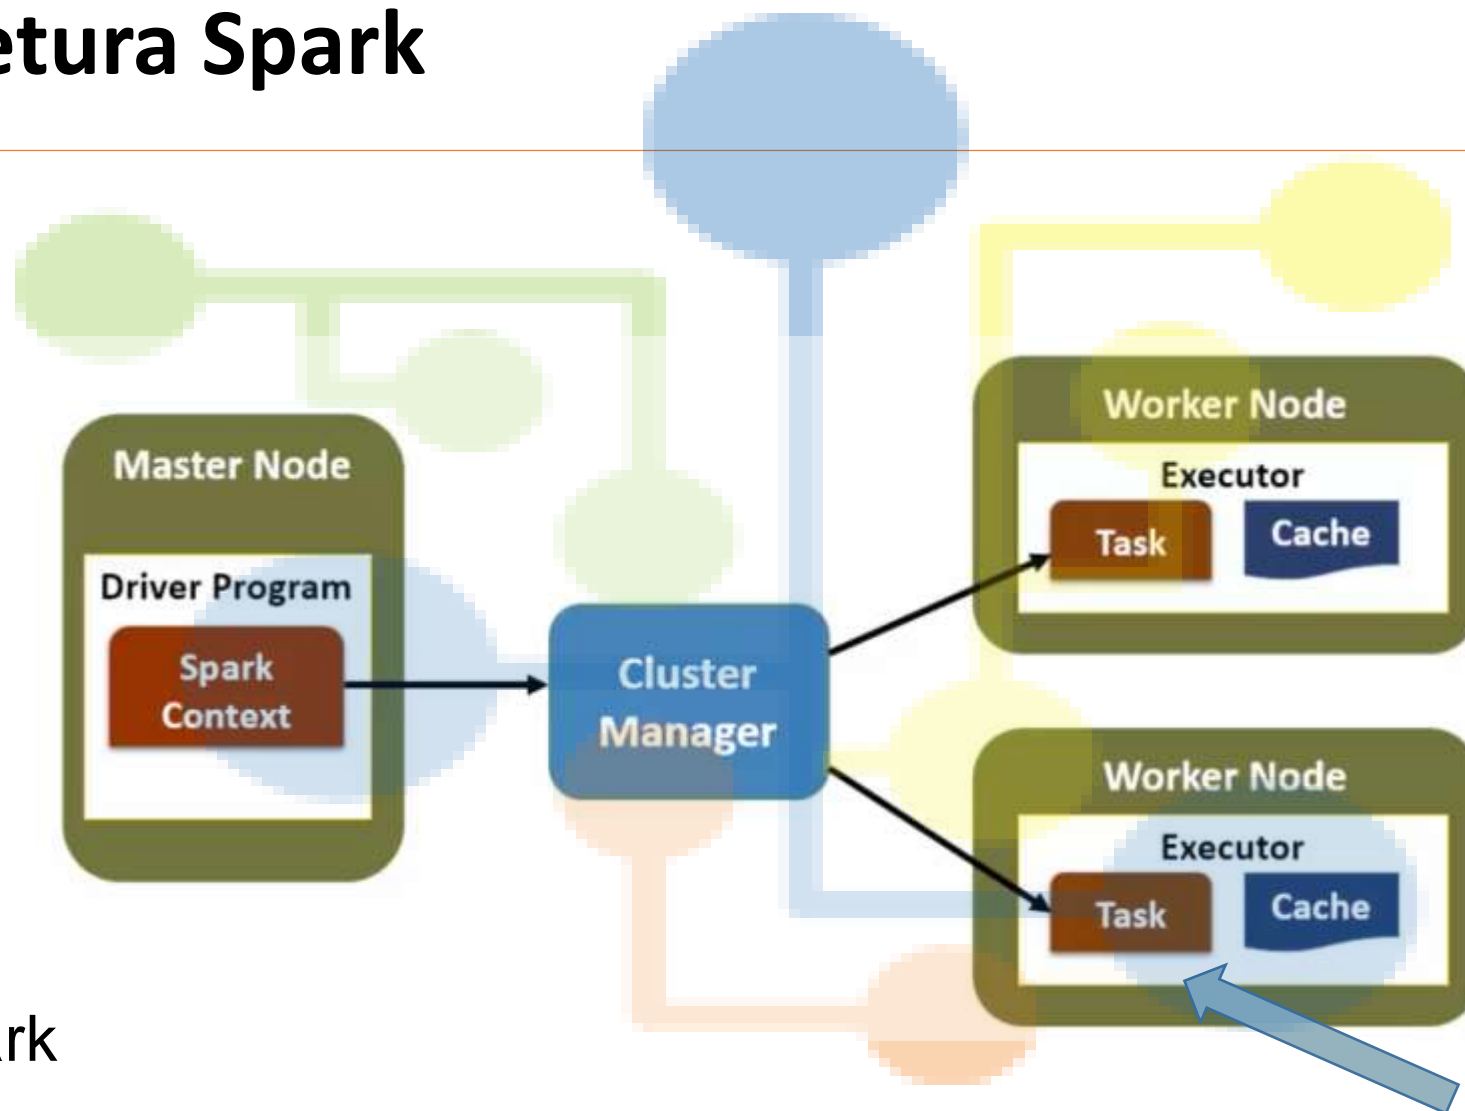 etura Spark
Master Node
Driver Program
Spark
Context
Cluster
Manager
Worker Node
Executor
Task
Cache
Worker Node
Executor
Task
Cache
rk